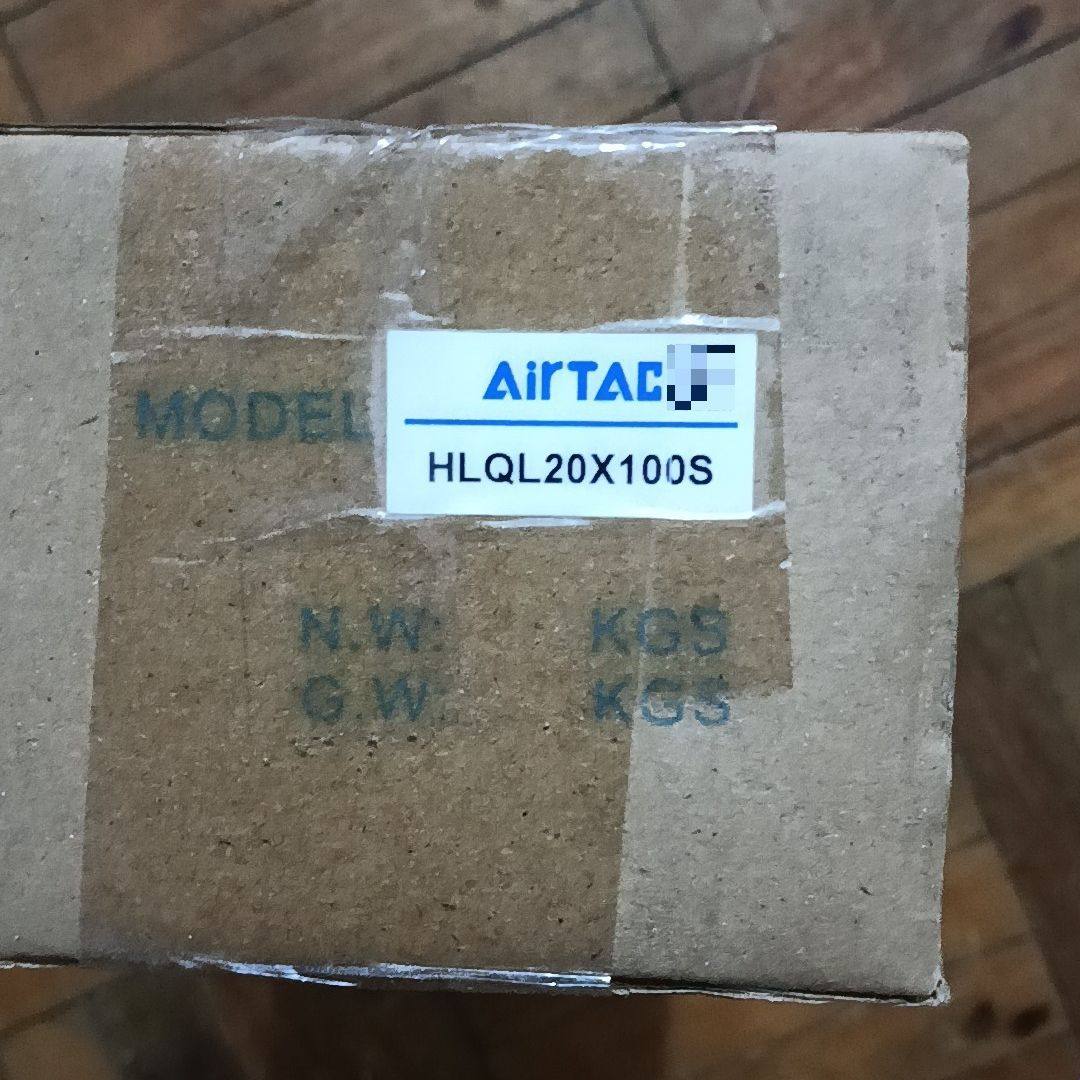 AirTAC
MODEL
HLQL20X100S
N.W: KGS
G.W: KGS